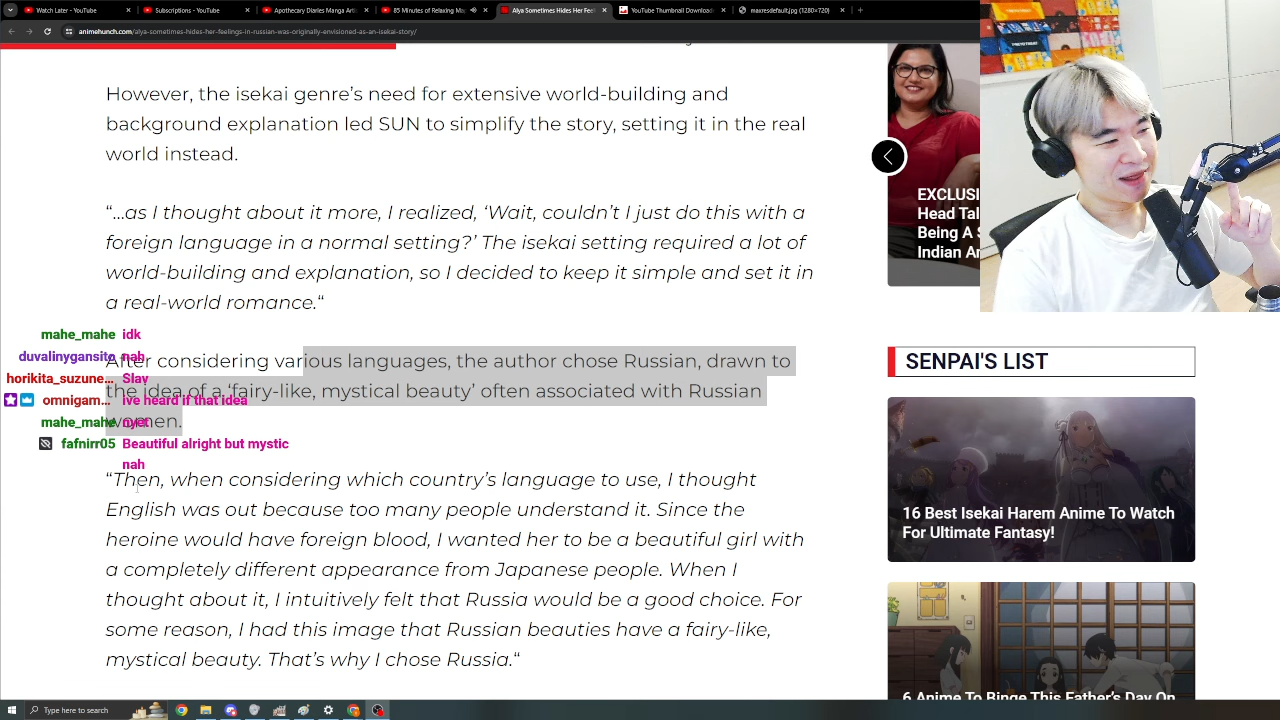 Watch Later - YouTube
Subscriptions - YouTube
Apothecary Diaries Manga Arti
85 Minutes of Relaxing Ma
Alya Sometimes Hides Her Feel
YouTube Thumbnail Download
maxresdefault.jpg (1280×720)
animehunch.com/alya-sometimes-hides-her-feelings-in-russian-was-originally-envisioned-as-an-isekai-story/
However, the isekai genre's need for extensive world-building and
background explanation led SUN to simplify the story, setting it in the real
world instead.
“…as I thought about it more, I realized, ‘Wait, couldn't I just do this with a
foreign language in a normal setting?’ The isekai setting required a lot of
world-building and explanation, so I decided to keep it simple and set it in
a real-world romance.“
After considering various languages, the author chose Russian, drawn to
the idea of a ‘fairy-like, mystical beauty’ often associated with Russian
women.
“Then, when considering which country's language to use, I thought
English was out because too many people understand it. Since the
heroine would have foreign blood, I wanted her to be a beautiful girl with
a completely different appearance from Japanese people. When I
thought about it, I intuitively felt that Russia would be a good choice. For
some reason, I had this image that Russian beauties have a fairy-like,
mystical beauty. That's why I chose Russia.“
mahe_mahe idk
duvalinygansito nah
horikita_suzune... Slav
omnigam... ive heard if that idea
mahe_mahe nyet
fafnirr05 Beautiful alright but mystic
nah
EXCLUSI
Head Tal
Being A S
Indian An
SENPAI'S LIST
16 Best Isekai Harem Anime To Watch
For Ultimate Fantasy!
6 Anime To Binge This Father's Day On
Type here to search